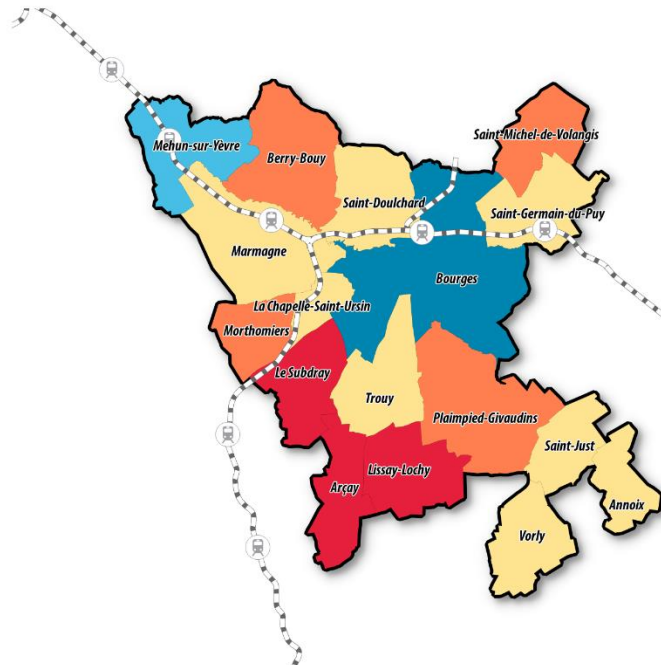 Mehun-sur-Yèvre
Berry-Bouy
Saint-Michel-de-Volangis
Saint-Doulchard
Saint-Germain-du-Puy
Marmagne
Bourges
La Chapelle-Saint-Ursin
Morthomiers
Le Subdray
Trouy
Plaimpied-Givaudins
Saint-Just
Lissay-Lochy
Arçay
Annoix
Vorly